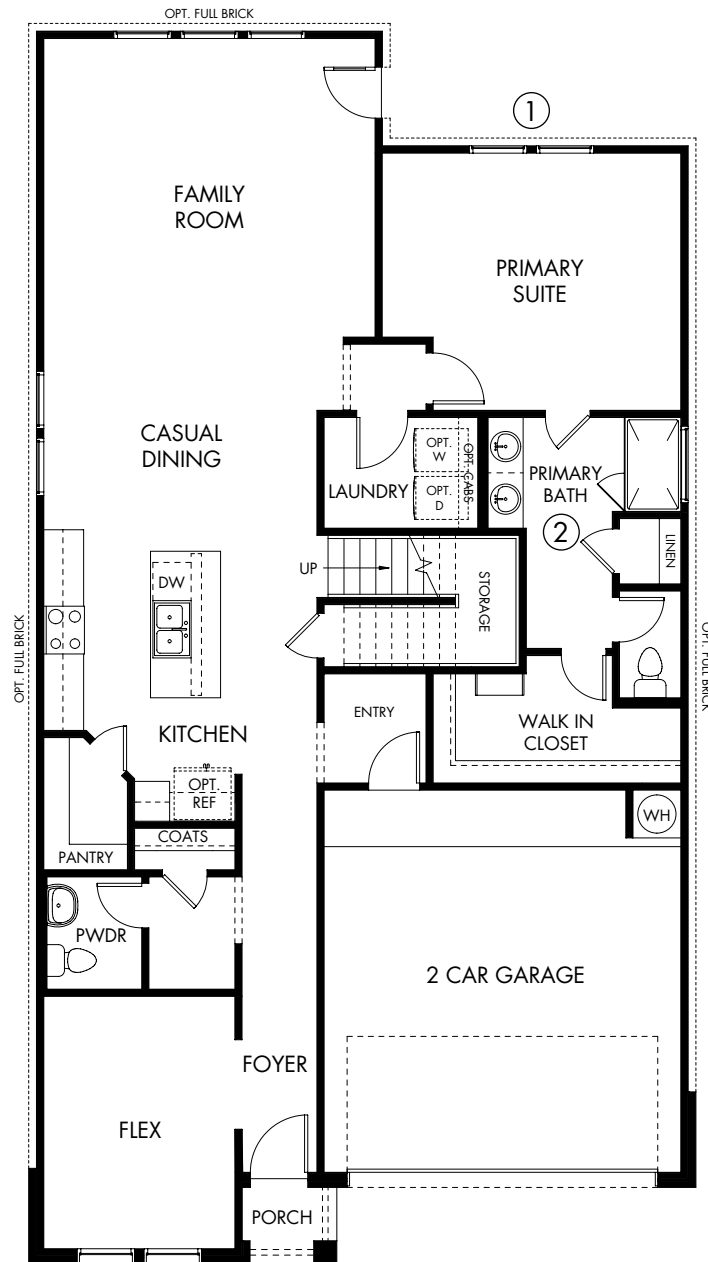 OPT. FULL BRICK
1
FAMILY
ROOM
PRIMARY
SUITE
CASUAL
DINING
OPT.
W
OPT. CABS
LAUNDRY
OPT.
D
PRIMARY
BATH
2
LINEN
UP
STORAGE
DW
OPT. FULL BRICK
OPT. FULL BRICK
KITCHEN
ENTRY
WALK IN
CLOSET
OPT.
REF
WH
COATS
PANTRY
PWDR
2 CAR GARAGE
FOYER
FLEX
PORCH